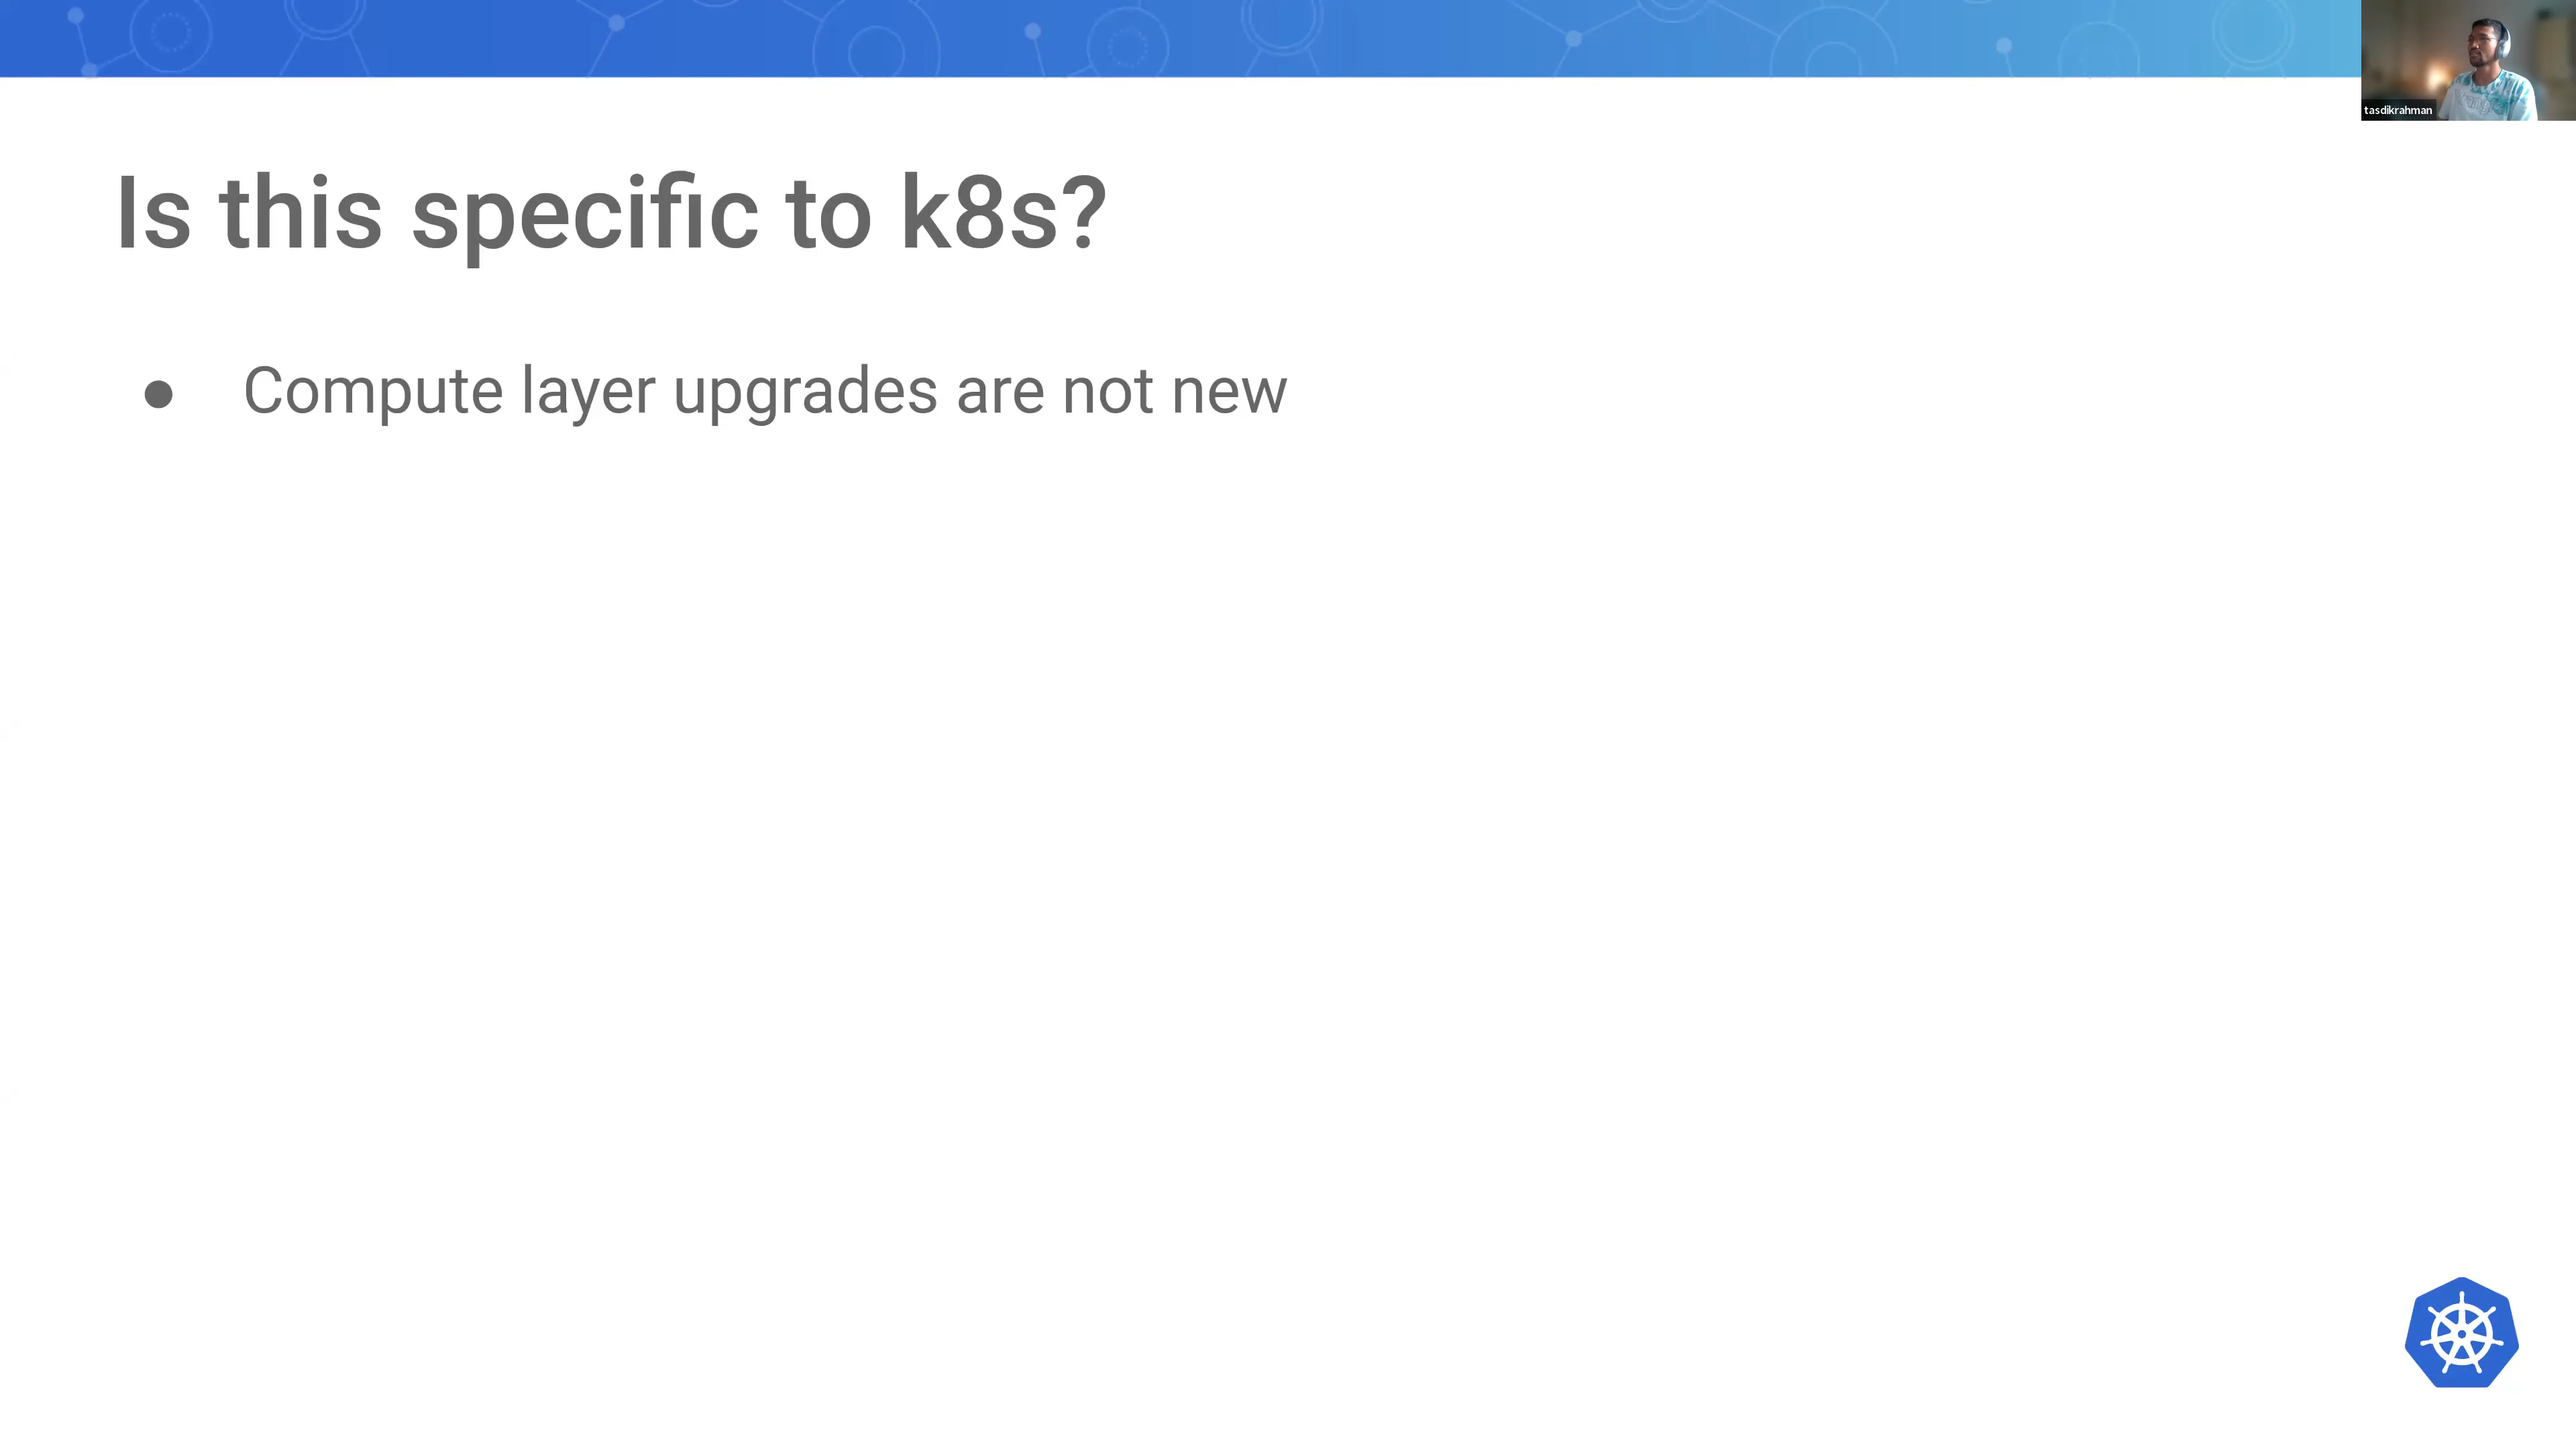 tasdikrahman
Is this specific to k8s?
● Compute layer upgrades are not new